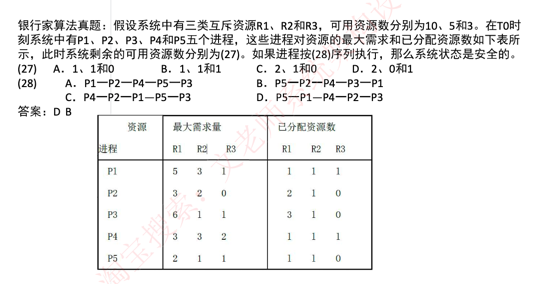 银行家算法真题：假设系统中有三类互斥资源R1、R2和R3，可用资源数分别为10、5和3。在T0时
刻系统中有P1、P2、P3、P4和P5五个进程，这些进程对资源的最大需求和已分配资源数如下表所
示，此时系统剩余的可用资源数分别为(27)。如果进程按(28)序列执行，那么系统状态是安全的。
(27) A．1、1和0 B．1、1和1 C．2、1和0 D．2、0和1
(28) A．P1—P2—P4—P5—P3 B．P5—P2—P4—P3—P1
C．P4—P2—P1—P5—P3 D．P5—P1—P4—P2—P3
答案：D B
资源 最大需求量 已分配资源数
进程 R1 R2 R3 R1 R2 R3
P1 5 3 1 1 1 1
P2 3 2 0 2 1 0
P3 6 1 1 3 1 0
P4 3 3 2 1 1 1
P5 2 1 1 1 1 0